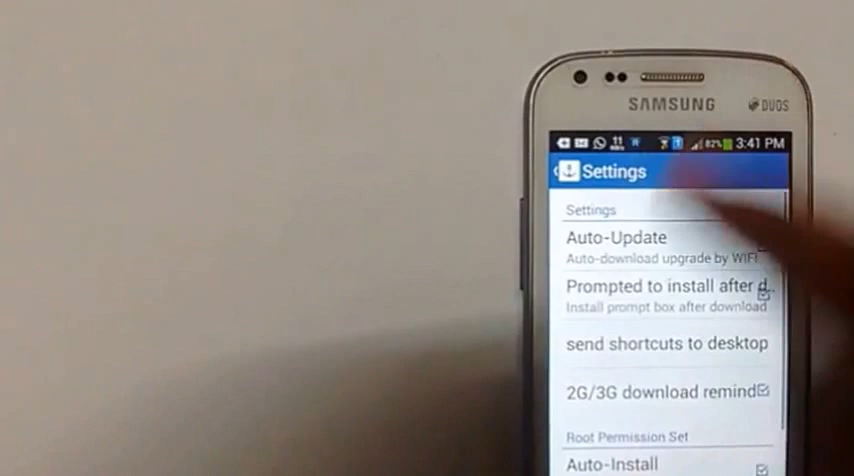 SAMSUNG DUOS
82% 3:41 PM
Settings
Settings
Auto-Update
Auto-download upgrade by WIFI
Prompted to install after d..
Install prompt box after download
send shortcuts to desktop
2G/3G download remind
Root Permission Set
Auto-Install